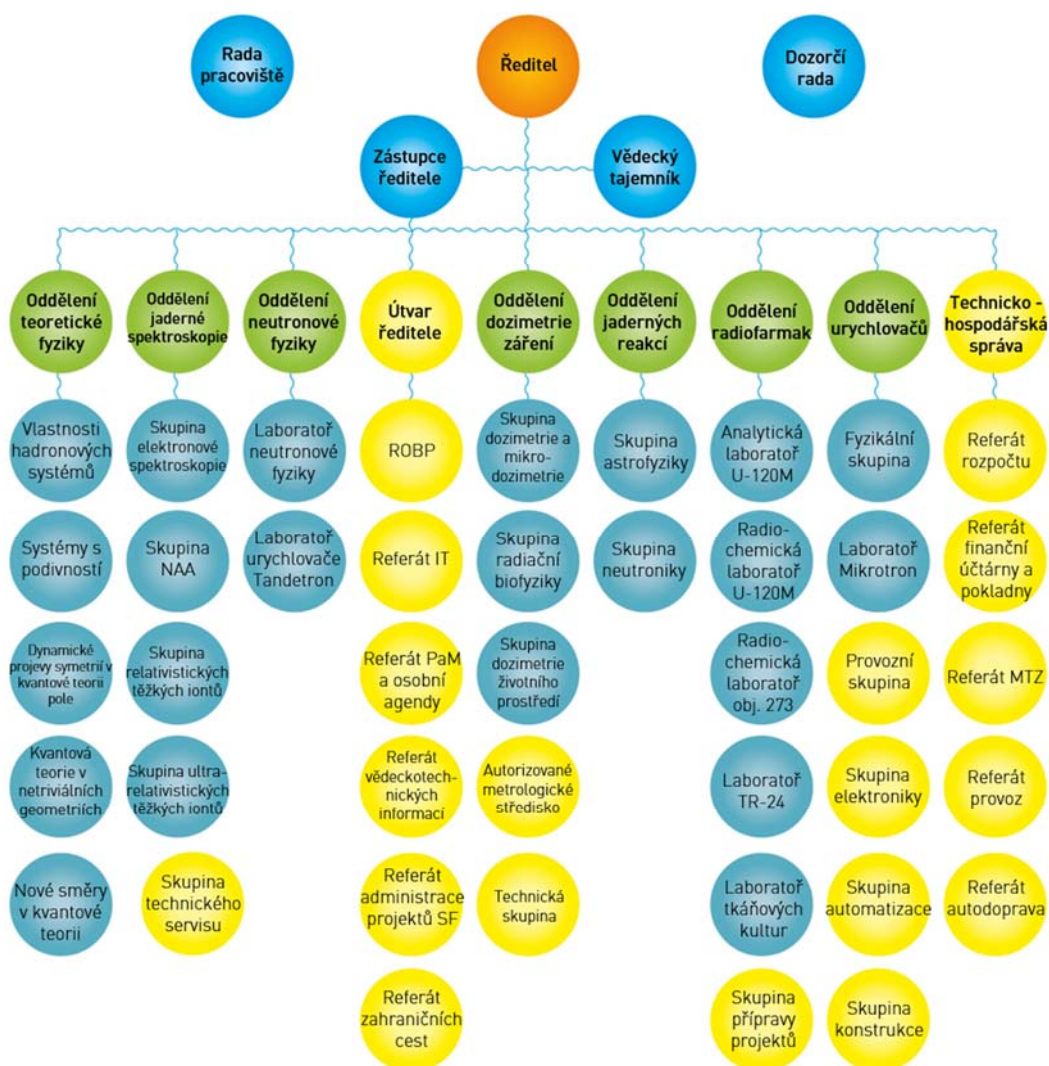 Rada
pracoviště
Ředitel
Dozorčí
rada
Zástupce
ředitele
Vědecký
tajemník
Oddělení
teoretické
fyziky
Oddělení
jaderné
spektroskopie
Oddělení
neutronové
fyziky
Útvar
ředitele
Oddělení
dozimetrie
záření
Oddělení
jaderných
reakcí
Oddělení
radiofarmak
Oddělení
urychlovačů
Technicko -
hospodářská
správa
Vlastnosti
hadronových
systémů
Skupina
elektronové
spektroskopie
Laboratoř
neutronové
fyziky
ROBP
Skupina
dozimetrie a
mikro-
dozimetrie
Skupina
astrofyziky
Analytická
laboratoř
U-120M
Fyzikální
skupina
Referát
rozpočtu
Systémy s
podivností
Skupina
NAA
Laboratoř
urychlovače
Tandetron
Referát IT
Skupina
radiační
biofyziky
Skupina
neutroniky
Radio-
chemická
laboratoř
U-120M
Laboratoř
Mikrotron
Referát
finanční
účtárny a
pokladny
Dynamické
projevy symetrií v
kvantové teorii
pole
Skupina
relativistických
těžkých iontů
Referát PaM
a osobní
agendy
Skupina
dozimetrie
životního
prostředí
Radio-
chemická
laboratoř
obj. 273
Provozní
skupina
Referát MTZ
Kvantová
teorie v
netriviálních
geometriích
Skupina ultra-
relativistických
těžkých iontů
Referát
vědeckotech-
nických
informací
Autorizované
metrologické
středisko
Laboratoř
TR-24
Skupina
elektroniky
Referát
provoz
Nové směry
v kvantové
teorii
Skupina
technického
servisu
Referát
administrace
projektů SF
Technická
skupina
Laboratoř
tkáňových
kultur
Skupina
automatizace
Referát
autodoprava
Referát
zahraničních
cest
Skupina
přípravy
projektů
Skupina
konstrukce